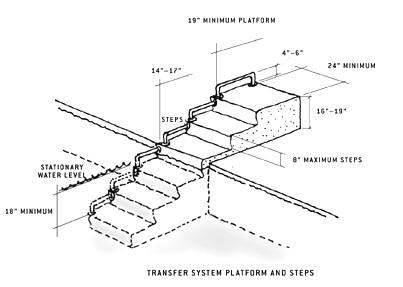 19" MINIMUM PLATFORM
4"-6"
14"-17"
24" MINIMUM
STEPS
16"-19"
8" MAXIMUM STEPS
STATIONARY
WATER LEVEL
18" MINIMUM
TRANSFER SYSTEM PLATFORM AND STEPS